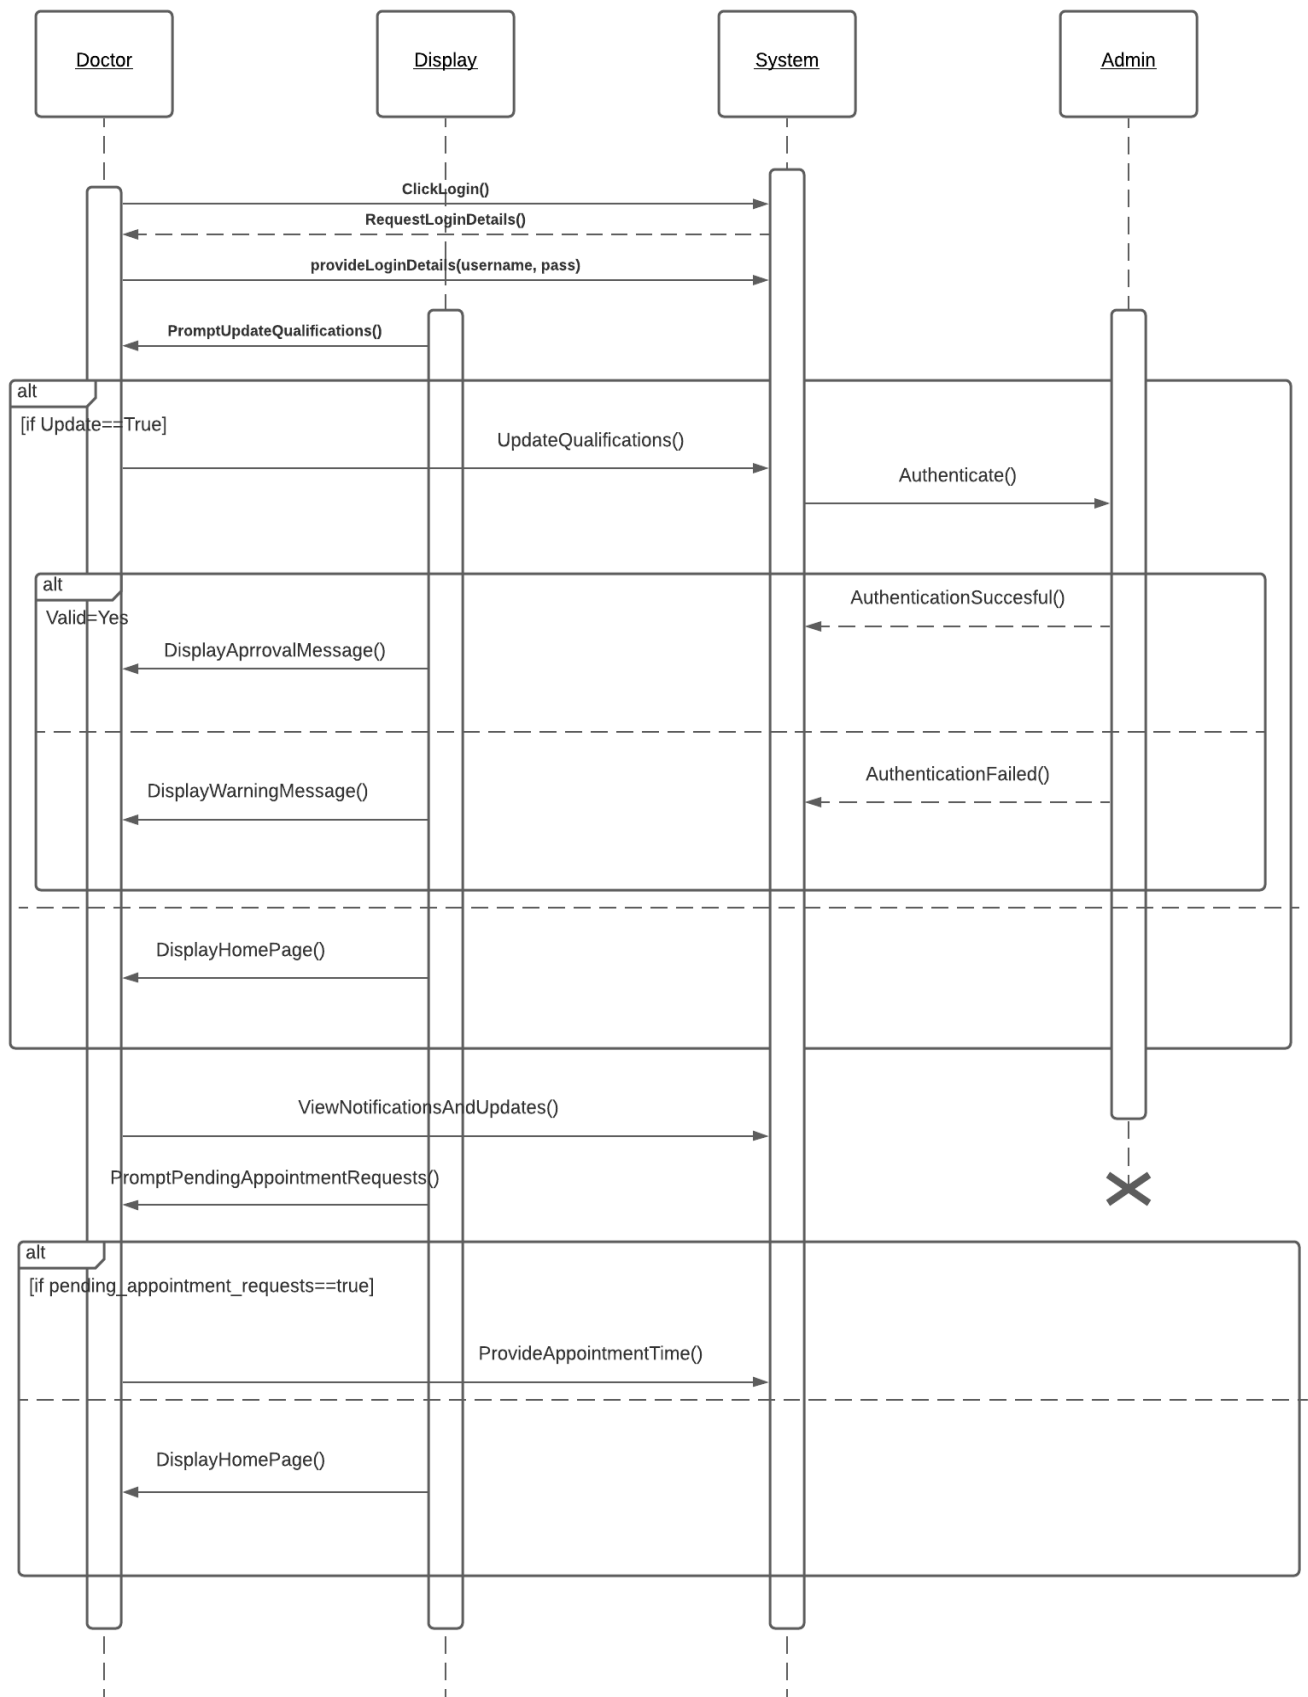 Doctor
Display
System
Admin
ClickLogin()
RequestLoginDetails()
provideLoginDetails(username, pass)
PromptUpdateQualifications()
alt
[if Update==True]
UpdateQualifications()
Authenticate()
alt
Valid=Yes
AuthenticationSuccesful()
DisplayAprrovalMessage()
AuthenticationFailed()
DisplayWarningMessage()
DisplayHomePage()
ViewNotificationsAndUpdates()
PromptPendingAppointmentRequests()
alt
[if pending_appointment_requests==true]
ProvideAppointmentTime()
DisplayHomePage()